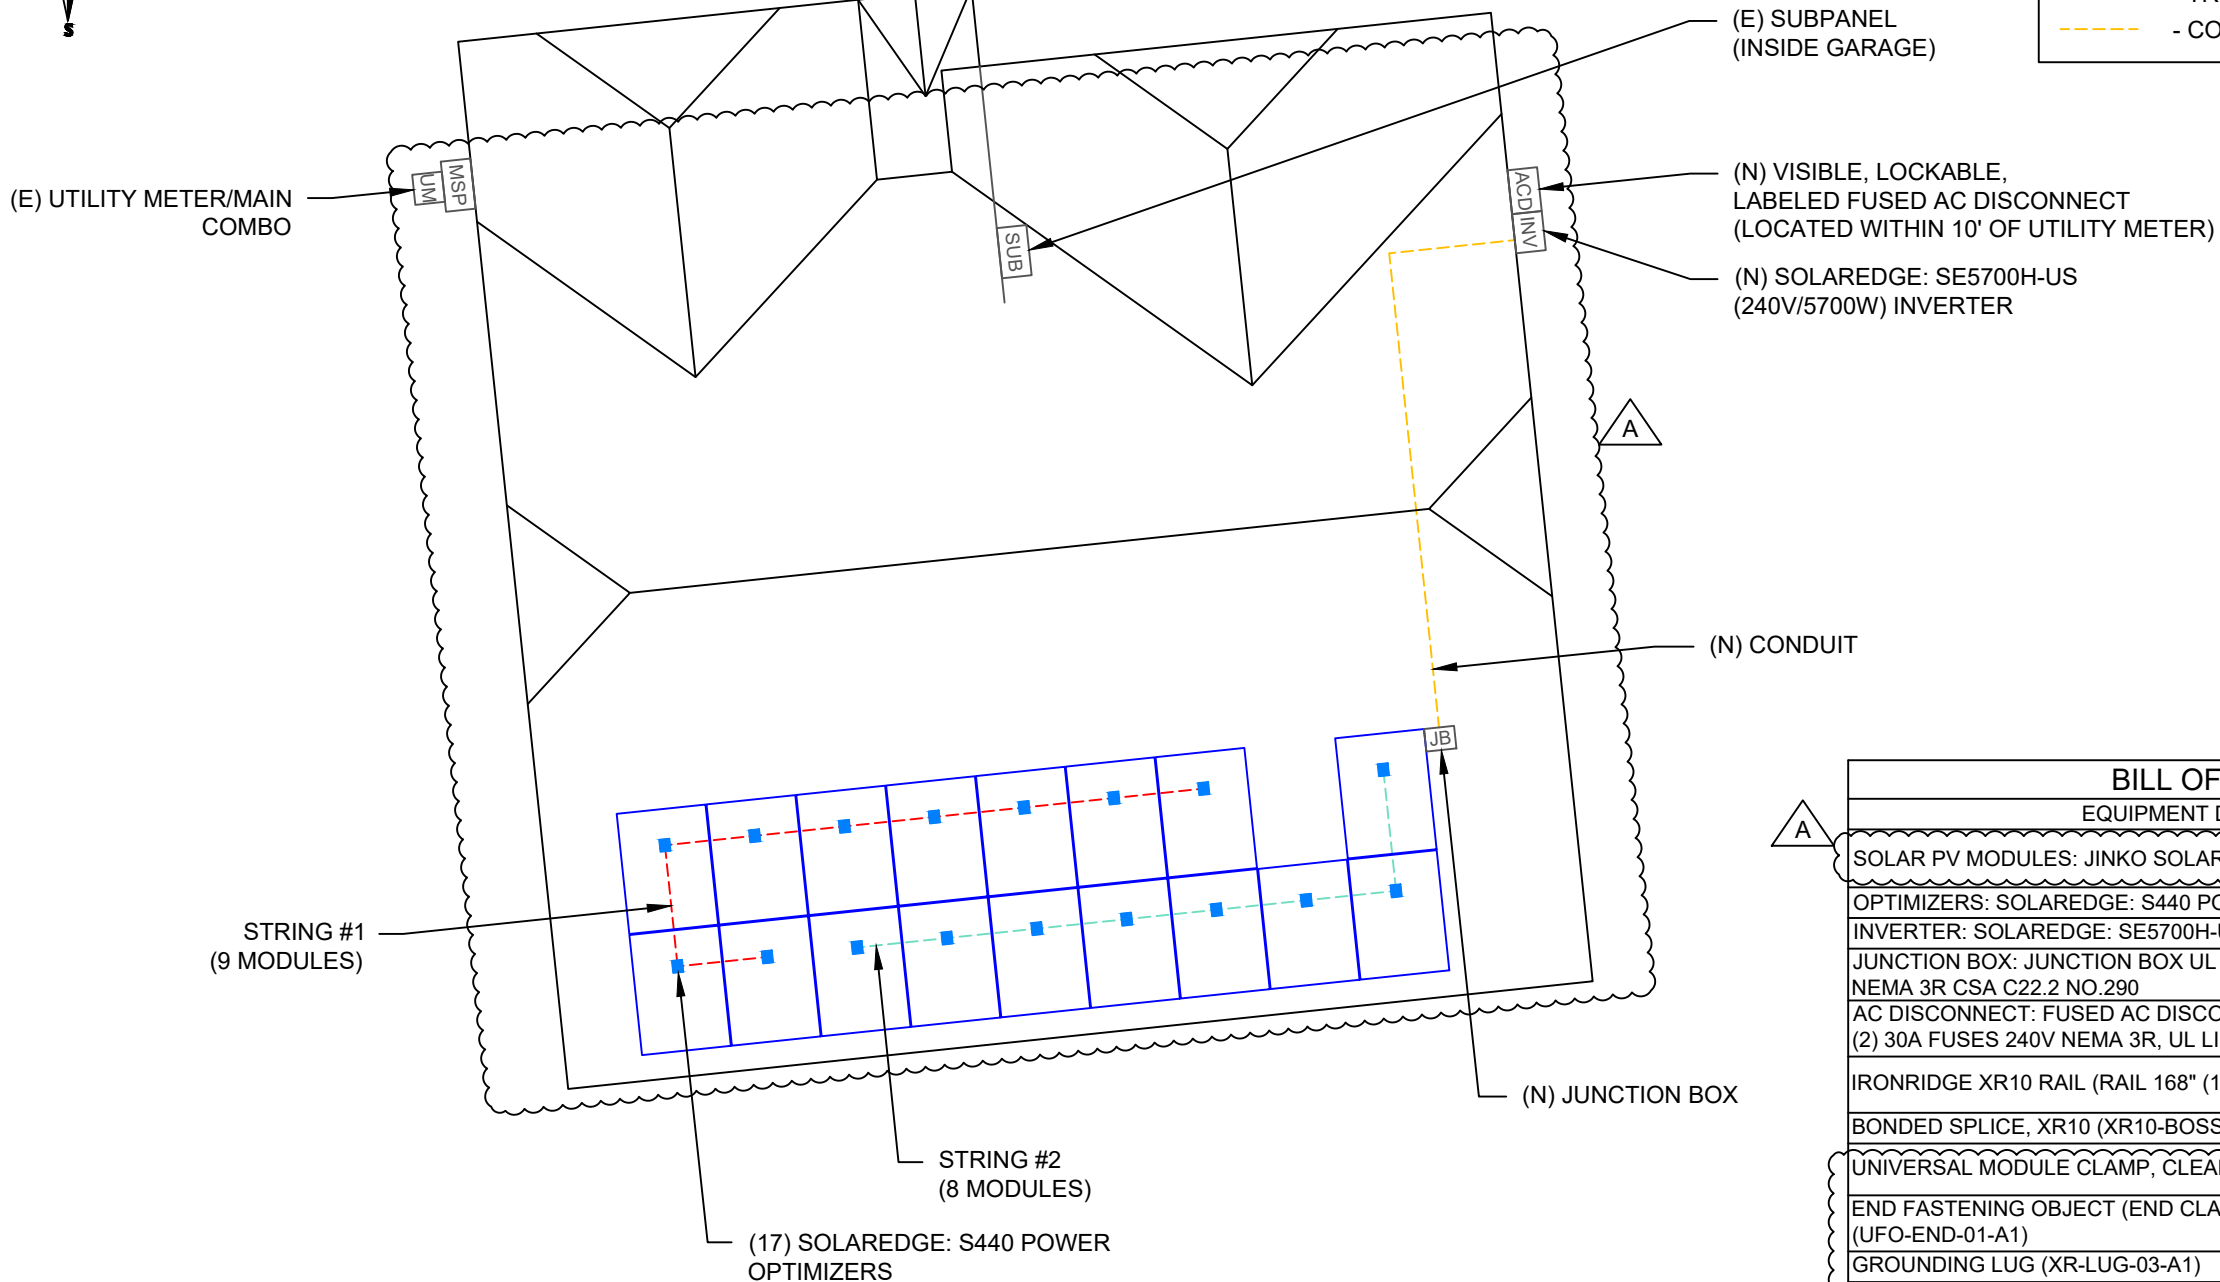 S
(E) SUBPANEL
(INSIDE GARAGE)
- CO
(E) UTILITY METER/MAIN
COMBO
UM
MSP
SUB
ACD
INV
(N) VISIBLE, LOCKABLE,
LABELED FUSED AC DISCONNECT
(LOCATED WITHIN 10' OF UTILITY METER)
(N) SOLAREDGE: SE5700H-US
(240V/5700W) INVERTER
A
(N) CONDUIT
JB
STRING #1
(9 MODULES)
(N) JUNCTION BOX
STRING #2
(8 MODULES)
(17) SOLAREDGE: S440 POWER
OPTIMIZERS
A
BILL OF
EQUIPMENT D
SOLAR PV MODULES: JINKO SOLAR
OPTIMIZERS: SOLAREDGE: S440 PO
INVERTER: SOLAREDGE: SE5700H-U
JUNCTION BOX: JUNCTION BOX UL
NEMA 3R CSA C22.2 NO.290
AC DISCONNECT: FUSED AC DISCO
(2) 30A FUSES 240V NEMA 3R, UL LI
IRONRIDGE XR10 RAIL (RAIL 168" (1
BONDED SPLICE, XR10 (XR10-BOSS
UNIVERSAL MODULE CLAMP, CLEA
END FASTENING OBJECT (END CLA
(UFO-END-01-A1)
GROUNDING LUG (XR-LUG-03-A1)